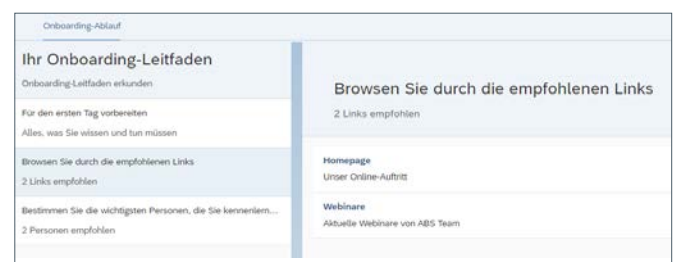 Onboarding-Ablauf
Ihr Onboarding-Leitfaden
Onboarding-Leitfaden erkunden
Für den ersten Tag vorbereiten
Alles, was Sie wissen und tun müssen
Browsen Sie durch die empfohlenen Links
2 Links empfohlen
Bestimmen Sie die wichtigsten Personen, die Sie kennenlern...
2 Personen empfohlen
Browsen Sie durch die empfohlenen Links
2 Links empfohlen
Homepage
Unser Online-Auftritt
Webinare
Aktuelle Webinare von ABS Team